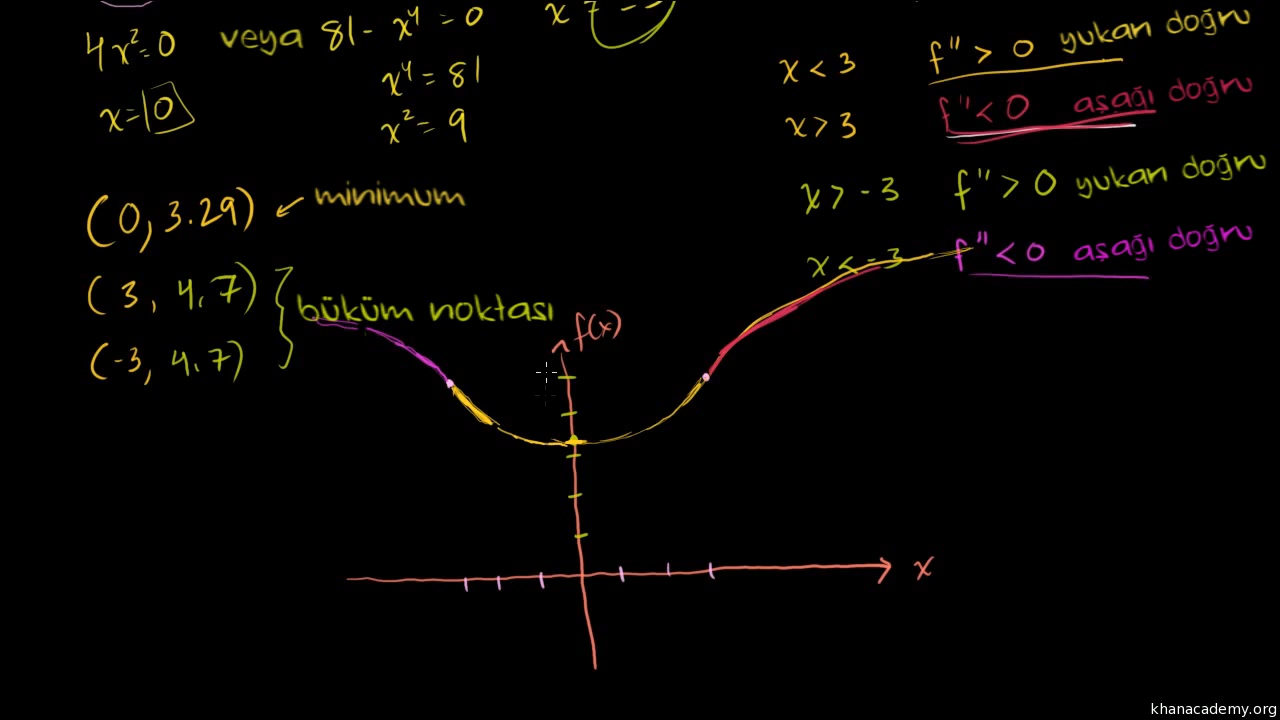 4x²=0 veya 81 - x⁴ = 0
x=0
x⁴ = 81
x² = 9
(0, 3.29) ← minimum
(3, 4,7)
(-3, 4,7)
büküm noktası
x < 3 f'' > 0 yukarı doğru
x > 3 f'' < 0 aşağı doğru
x > -3 f'' > 0 yukarı doğru
x < -3 f'' < 0 aşağı doğru
f(x)
x
khanacademy.org